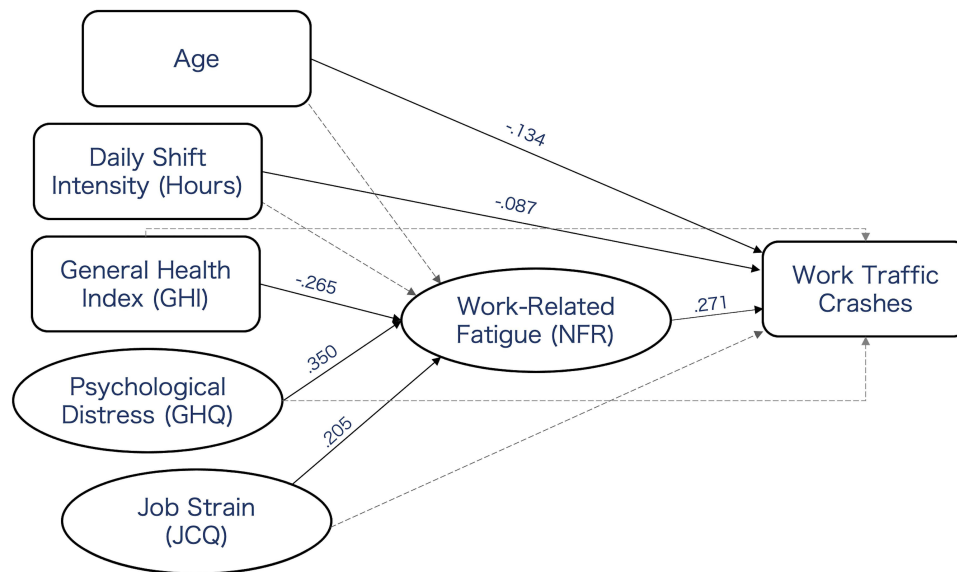 Age
-.134
Daily Shift
Intensity (Hours)
-.087
General Health
Index (GHI)
-.265
Work-Related
Fatigue (NFR)
.271
Work Traffic
Crashes
.350
Psychological
Distress (GHQ)
.205
Job Strain
(JCQ)